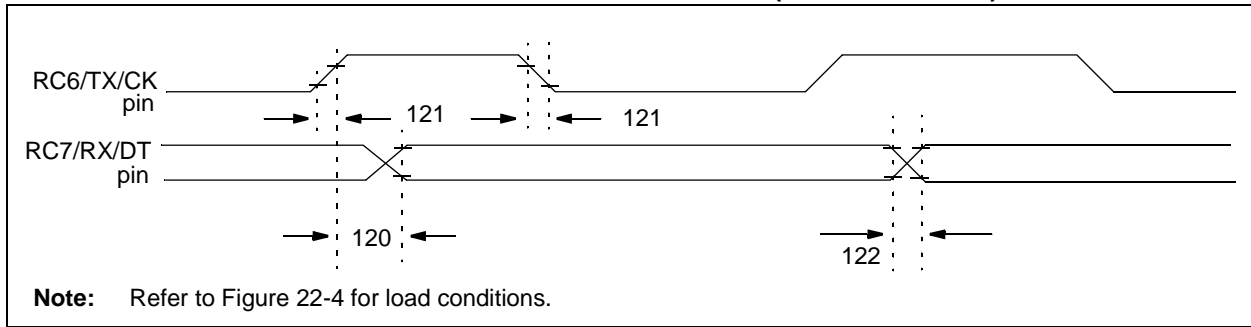 RC6/TX/CK
pin
121
121
RC7/RX/DT
pin
120
122
Note: Refer to Figure 22-4 for load conditions.